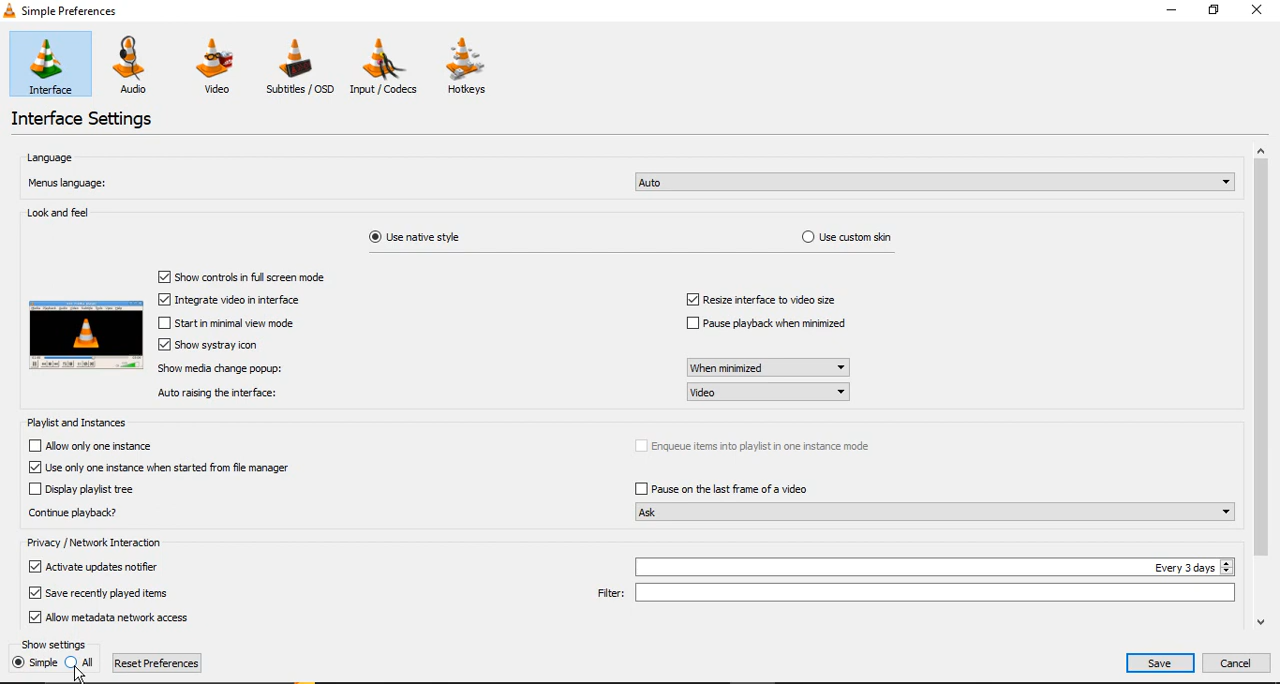 Simple Preferences
Interface
Audio
Video
Subtitles / OSD
Input / Codecs
Hotkeys
Interface Settings
Language
Menus language:
Auto
Look and feel
Use native style
Use custom skin
Show controls in full screen mode
Integrate video in interface
Resize interface to video size
Start in minimal view mode
Pause playback when minimized
Show systray icon
Show media change popup:
When minimized
Auto raising the interface:
Video
Playlist and Instances
Allow only one instance
Enqueue items into playlist in one instance mode
Use only one instance when started from file manager
Display playlist tree
Pause on the last frame of a video
Continue playback?
Ask
Privacy / Network Interaction
Activate updates notifier
Every 3 days
Save recently played items
Filter:
Allow metadata network access
Show settings
Simple
All
Reset Preferences
Save
Cancel